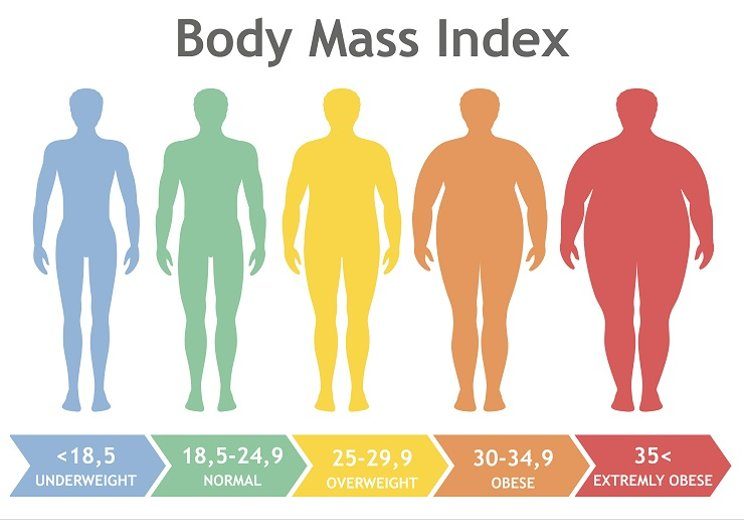 Body Mass Index
<18,5
UNDERWEIGHT
18,5-24,9
NORMAL
25-29,9
OVERWEIGHT
30-34,9
OBESE
35<
EXTREMLY OBESE